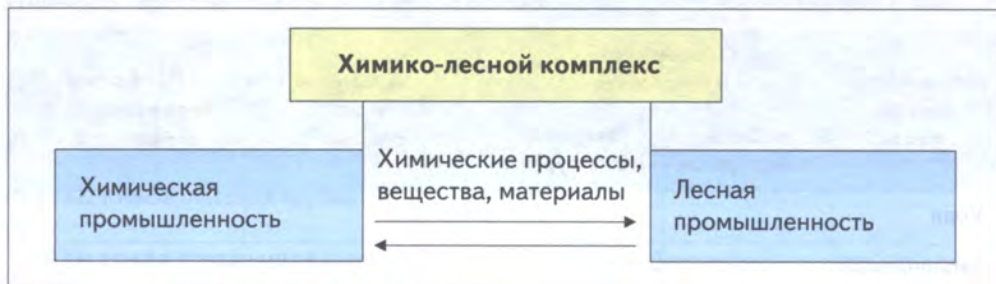 Химико-лесной комплекс
Химическая
промышленность
Химические процессы,
вещества, материалы
Лесная
промышленность